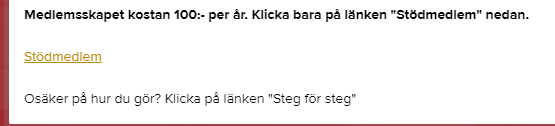 Medlemsskapet kostan 100:- per år. Klicka bara på länken "Stödmedlem" nedan.
Stödmedlem
Osäker på hur du gör? Klicka på länken "Steg för steg"